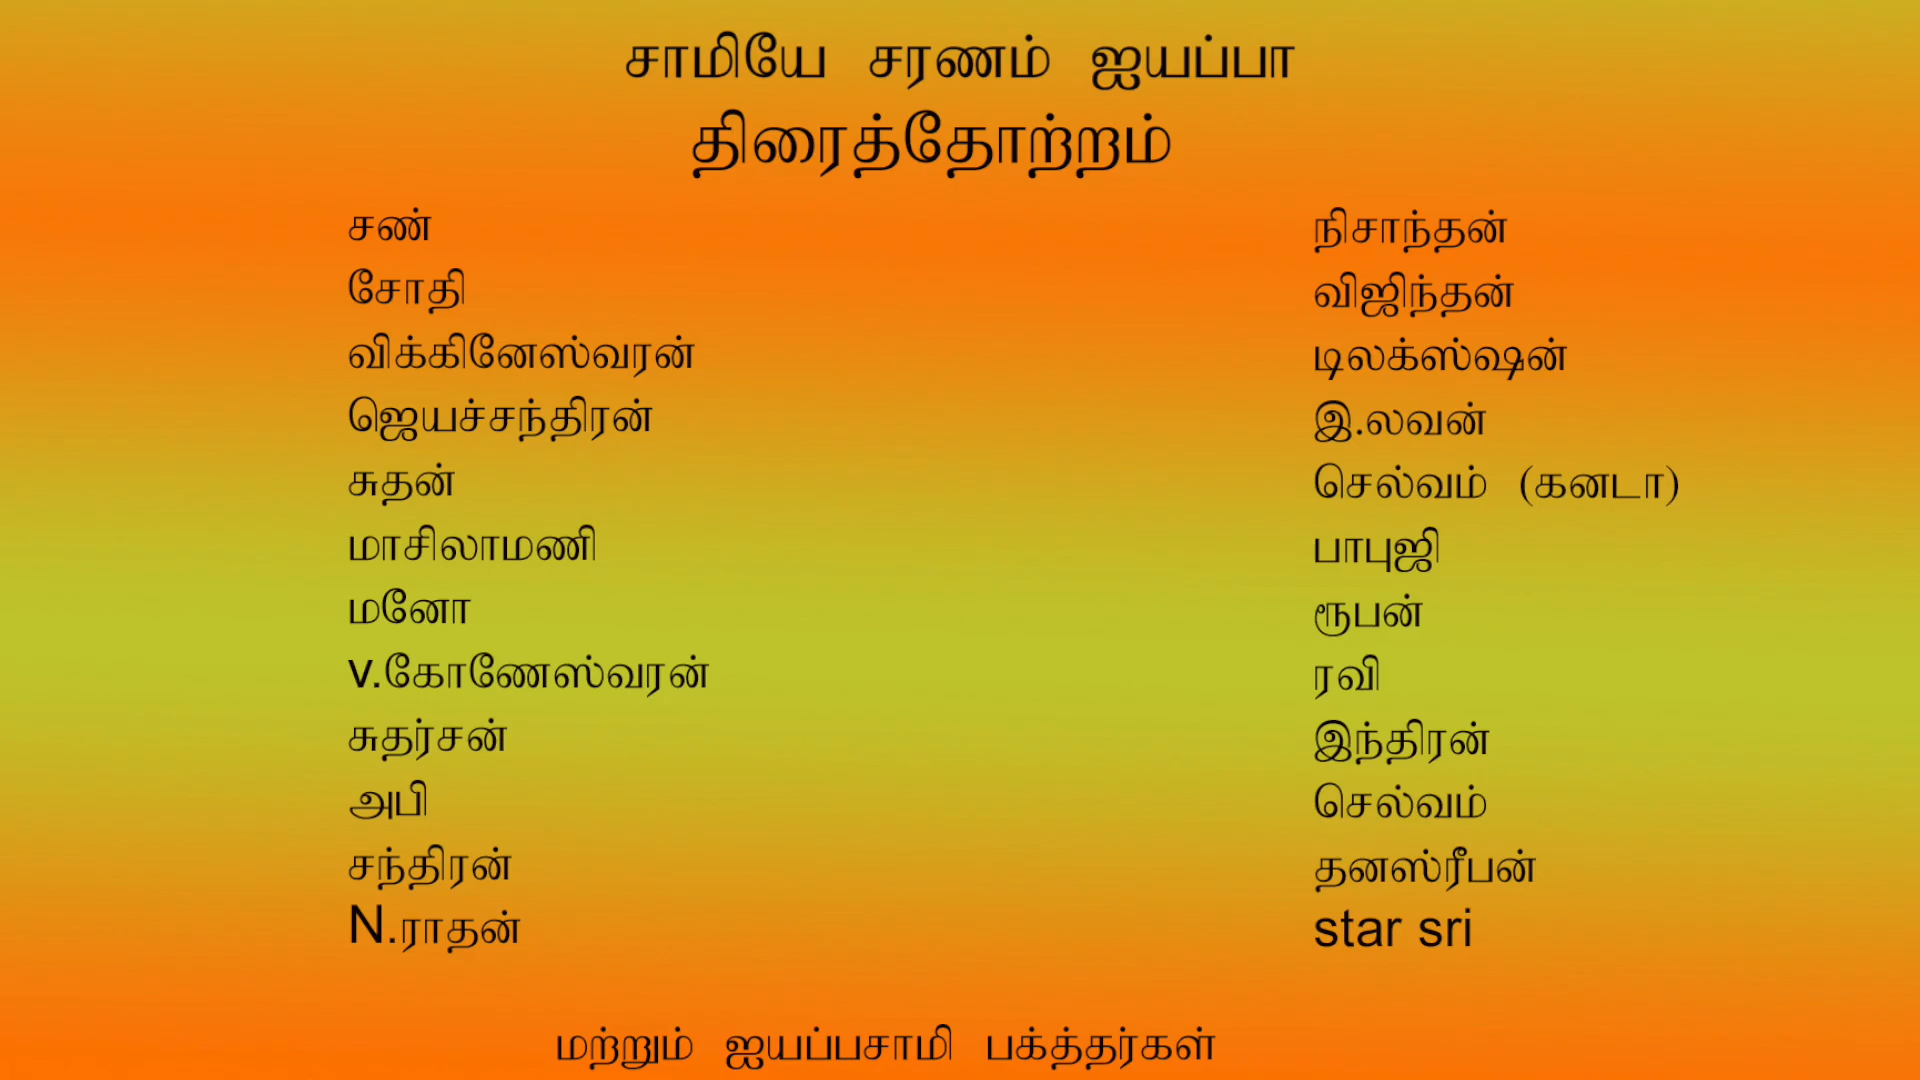 சாமியே சரணம் ஐயப்பா
திரைத்தோற்றம்
சண்
சோதி
விக்கினேஸ்வரன்
ஜெயச்சந்திரன்
சுதன்
மாசிலாமணி
மனோ
v.கோணேஸ்வரன்
சுதர்சன்
அபி
சந்திரன்
N.ராதன்
நிசாந்தன்
விஜிந்தன்
டிலக்ஸ்ஷன்
இ.லவன்
செல்வம் (கனடா)
பாபுஜி
ரூபன்
ரவி
இந்திரன்
செல்வம்
தனஸ்ரீபன்
star sri
மற்றும் ஐயப்பசாமி பக்த்தர்கள்